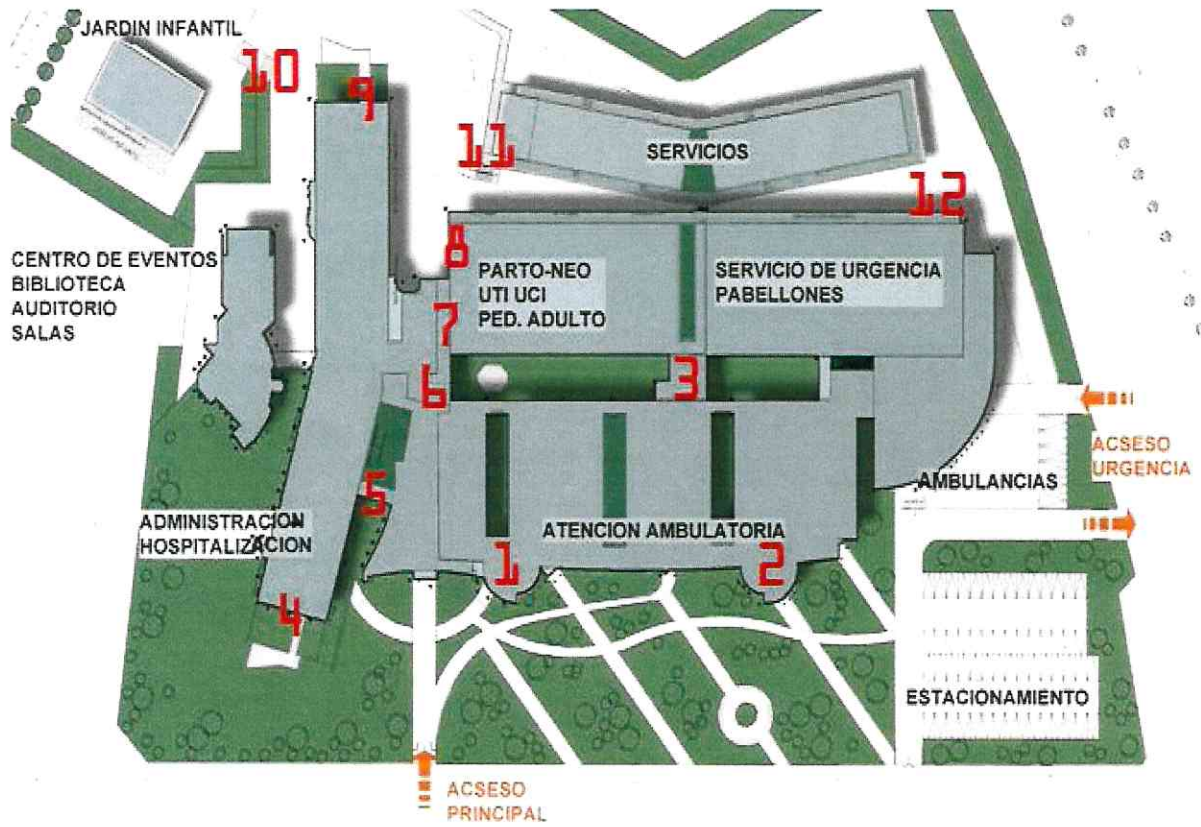 JARDIN INFANTIL
10
9
11
SERVICIOS
12
8
CENTRO DE EVENTOS
BIBLIOTECA
AUDITORIO
SALAS
PARTO-NEO
UTI UCI
PED. ADULTO
SERVICIO DE URGENCIA
PABELLONES
7
6
3
ACSESO
URGENCIA
5
AMBULANCIAS
ADMINISTRACION
HOSPITALIZACION
ATENCION AMBULATORIA
1
2
4
ESTACIONAMIENTO
ACSESO
PRINCIPAL